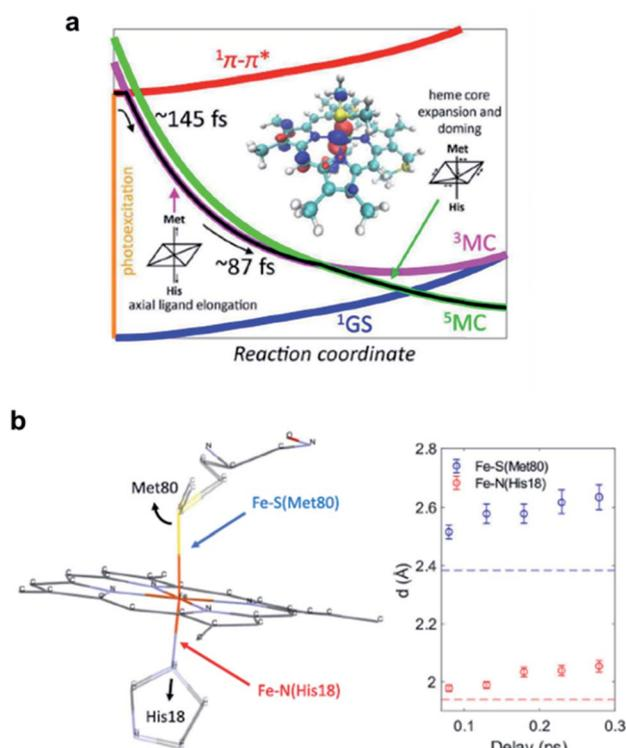 a
¹π-π*
~145 fs
heme core
expansion and
doming
Met
His
photoexcitation
Met
His
axial ligand elongation
~87 fs
³MC
¹GS
⁵MC
Reaction coordinate
b
Met80
Fe-S(Met80)
Fe-N(His18)
His18
2.8
Fe-S(Met80)
Fe-N(His18)
2.6
2.4
d (Å)
2.2
2
0.1
0.2
0.3
Delay (ps)